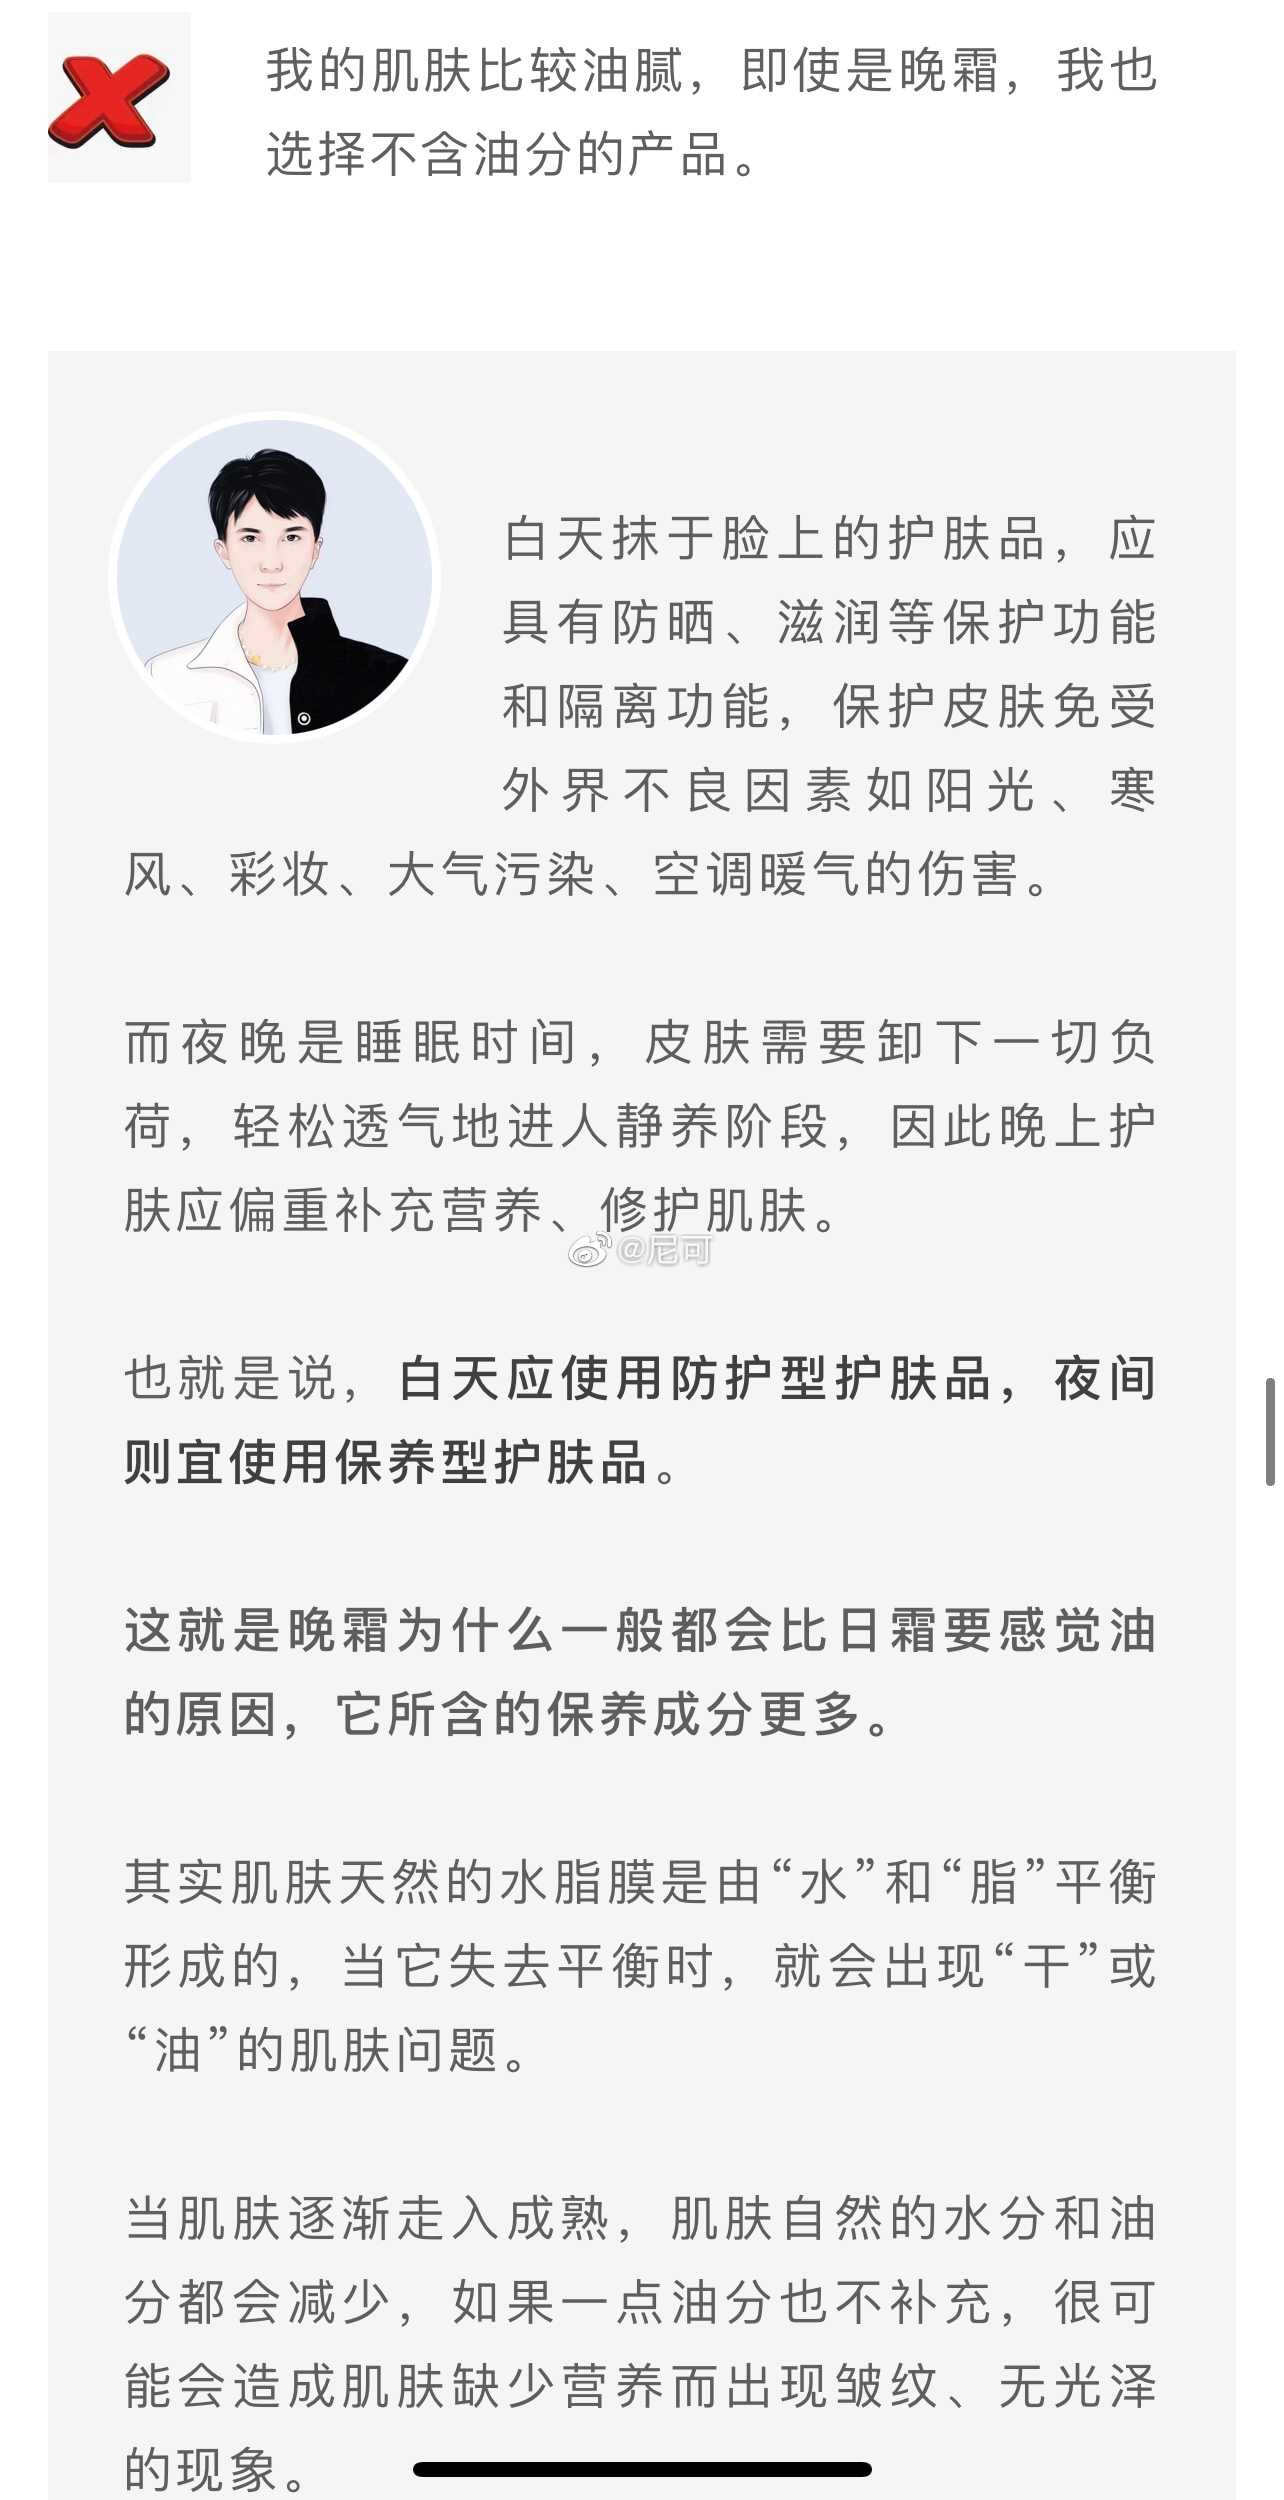 我的肌肤比较油腻，即使是晚霜，我也
选择不含油分的产品。
白天抹于脸上的护肤品，应
具有防晒、滋润等保护功能
和隔离功能，保护皮肤免受
外界不良因素如阳光、寒
风、彩妆、大气污染、空调暖气的伤害。
而夜晚是睡眠时间，皮肤需要卸下一切负
荷，轻松透气地进人静养阶段，因此晚上护
肤应偏重补充营养、修护肌肤。
@尼可
也就是说，白天应使用防护型护肤品，夜间
则宜使用保养型护肤品。
这就是晚霜为什么一般都会比日霜要感觉油
的原因，它所含的保养成分更多。
其实肌肤天然的水脂膜是由“水”和“脂”平衡
形成的，当它失去平衡时，就会出现“干”或
“油”的肌肤问题。
当肌肤逐渐走入成熟，肌肤自然的水分和油
分都会减少，如果一点油分也不补充，很可
能会造成肌肤缺少营养而出现皱纹、无光泽
的现象。